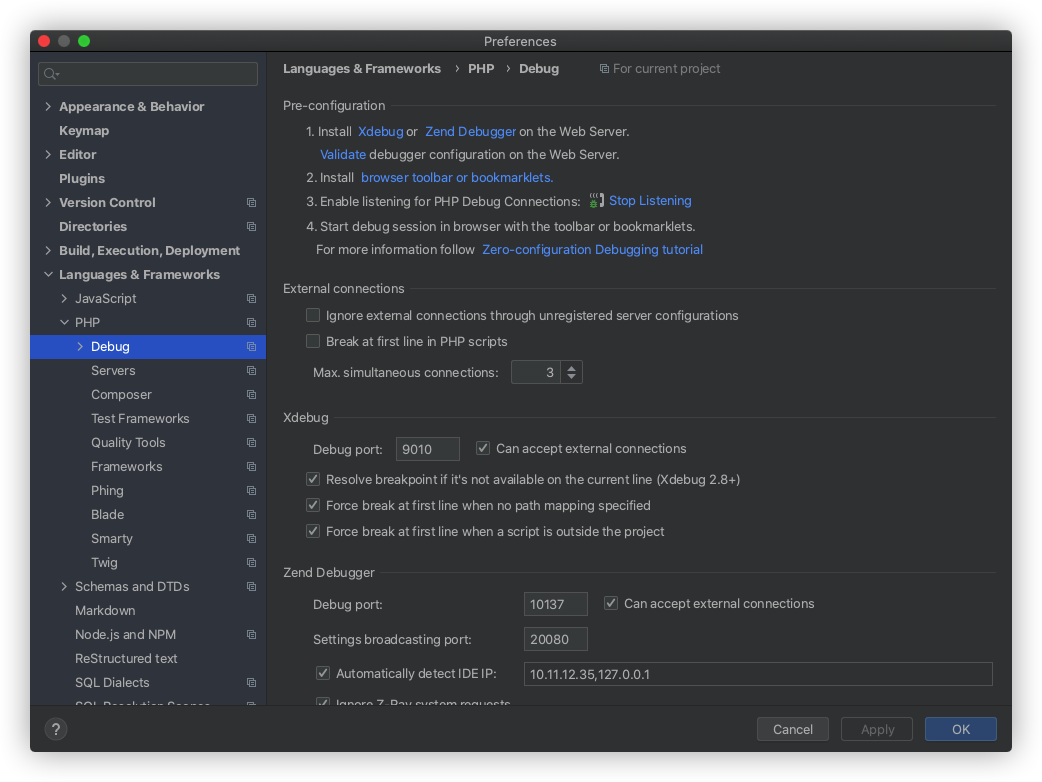 Preferences
Appearance & Behavior
Keymap
Editor
Plugins
Version Control
Directories
Build, Execution, Deployment
Languages & Frameworks
JavaScript
PHP
Debug
Servers
Composer
Test Frameworks
Quality Tools
Frameworks
Phing
Blade
Smarty
Twig
Schemas and DTDs
Markdown
Node.js and NPM
ReStructured text
SQL Dialects
SQL Resolution Scopes
Languages & Frameworks › PHP › Debug For current project
Pre-configuration
1. Install Xdebug or Zend Debugger on the Web Server.
Validate debugger configuration on the Web Server.
2. Install browser toolbar or bookmarklets.
3. Enable listening for PHP Debug Connections: Stop Listening
4. Start debug session in browser with the toolbar or bookmarklets.
For more information follow Zero-configuration Debugging tutorial
External connections
Ignore external connections through unregistered server configurations
Break at first line in PHP scripts
Max. simultaneous connections: 3
Xdebug
Debug port: 9010 Can accept external connections
Resolve breakpoint if it's not available on the current line (Xdebug 2.8+)
Force break at first line when no path mapping specified
Force break at first line when a script is outside the project
Zend Debugger
Debug port: 10137 Can accept external connections
Settings broadcasting port: 20080
Automatically detect IDE IP: 10.11.12.35,127.0.0.1
Ignore Z-Ray system requests
? Cancel Apply OK